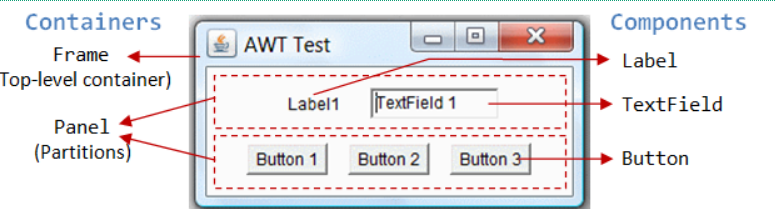 Containers
Components
Frame
(Top-level container)
AWT Test
Label
Label1
TextField 1
TextField
Panel
(Partitions)
Button 1
Button 2
Button 3
Button